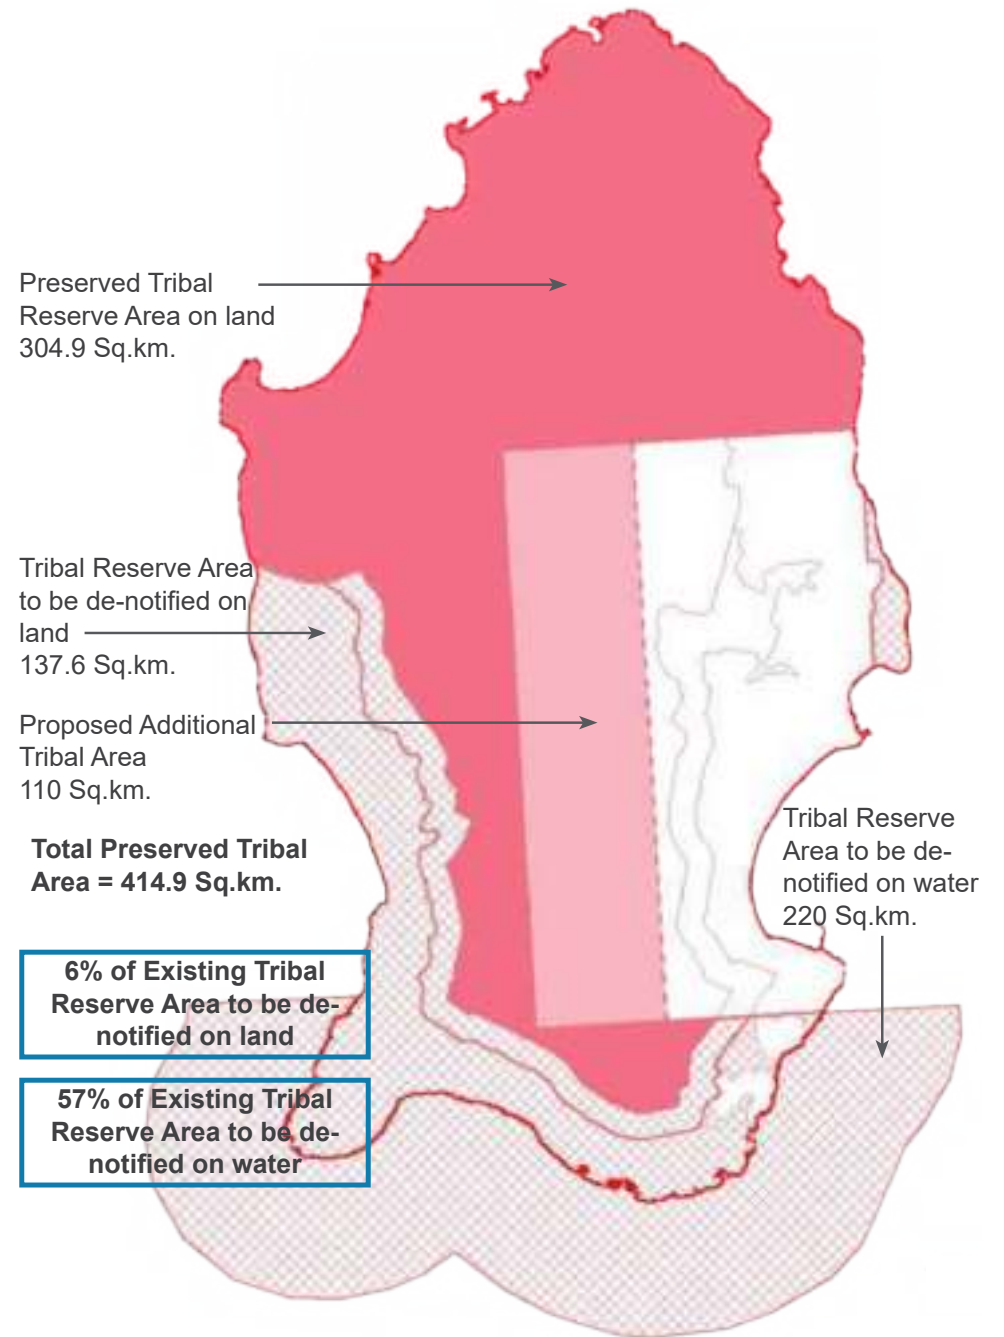 Preserved Tribal
Reserve Area on land
304.9 Sq.km.
Tribal Reserve Area
to be de-notified on
land
137.6 Sq.km.
Proposed Additional
Tribal Area
110 Sq.km.
Total Preserved Tribal
Area = 414.9 Sq.km.
Tribal Reserve
Area to be de-
notified on water
220 Sq.km.
6% of Existing Tribal
Reserve Area to be de-
notified on land
57% of Existing Tribal
Reserve Area to be de-
notified on water